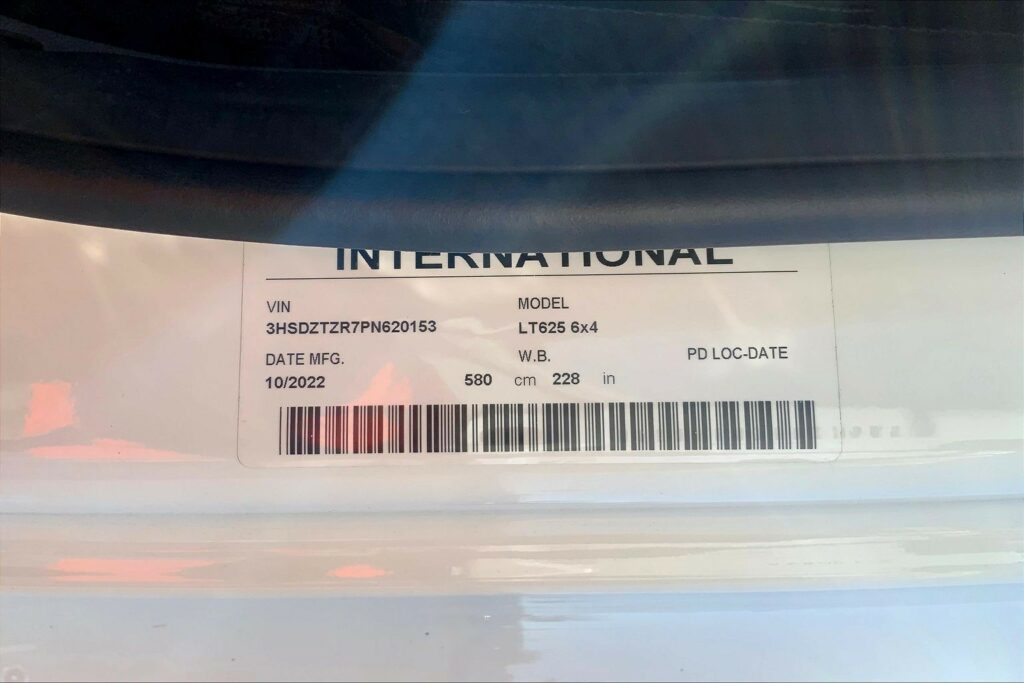 INTERNATIONAL
VIN MODEL
3HSDZTZR7PN620153 LT625 6x4
DATE MFG. W.B. PD LOC-DATE
10/2022 580 cm 228 in